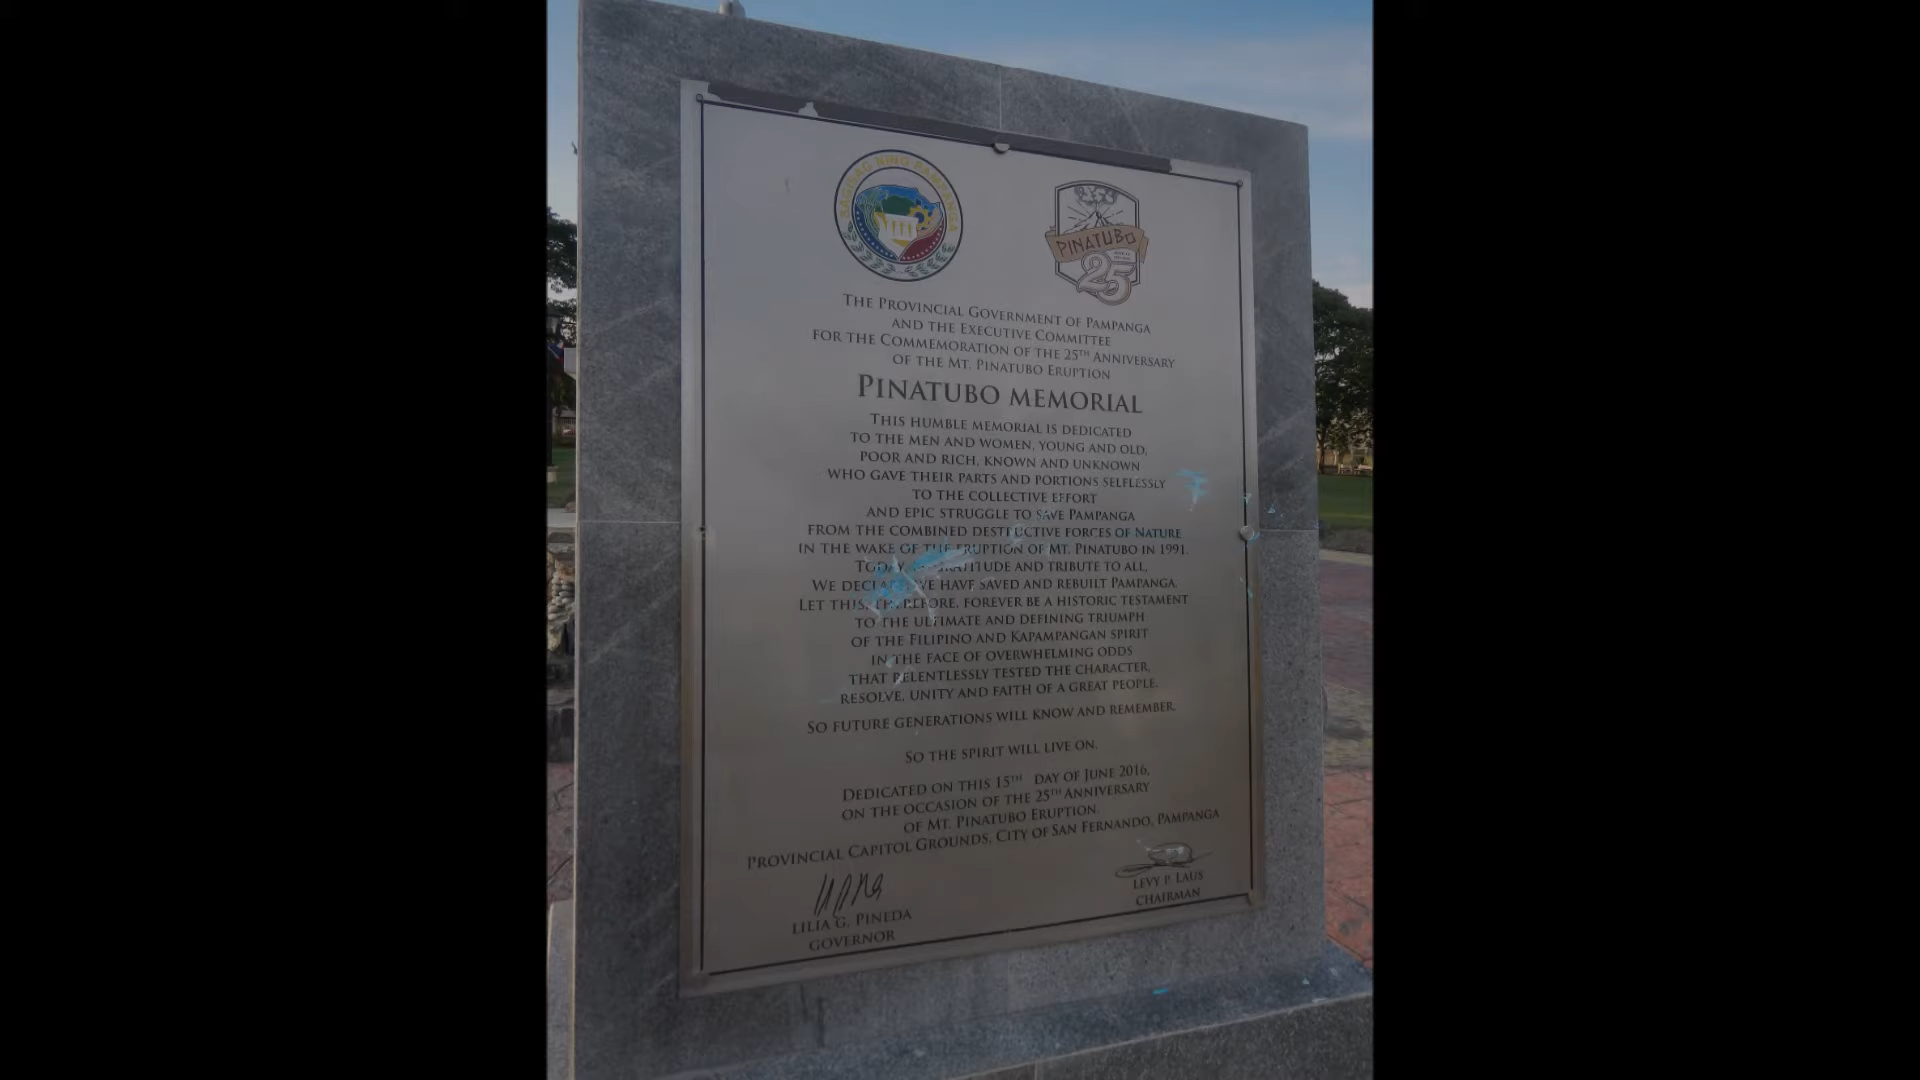 SAGISAG NING PAMPANGA
PINATUBO
25
THE PROVINCIAL GOVERNMENT OF PAMPANGA
AND THE EXECUTIVE COMMITTEE
FOR THE COMMEMORATION OF THE 25TH ANNIVERSARY
OF THE MT. PINATUBO ERUPTION
PINATUBO MEMORIAL
THIS HUMBLE MEMORIAL IS DEDICATED
TO THE MEN AND WOMEN, YOUNG AND OLD,
POOR AND RICH, KNOWN AND UNKNOWN
WHO GAVE THEIR PARTS AND PORTIONS SELFLESSLY
TO THE COLLECTIVE EFFORT
AND EPIC STRUGGLE TO SAVE PAMPANGA
FROM THE COMBINED DESTRUCTIVE FORCES OF NATURE
IN THE WAKE OF THE ERUPTION OF MT. PINATUBO IN 1991.
TODAY, IN GRATITUDE AND TRIBUTE TO ALL,
WE DECLARE WE HAVE SAVED AND REBUILT PAMPANGA.
LET THIS, THEREFORE, FOREVER BE A HISTORIC TESTAMENT
TO THE ULTIMATE AND DEFINING TRIUMPH
OF THE FILIPINO AND KAPAMPANGAN SPIRIT
IN THE FACE OF OVERWHELMING ODDS
THAT RELENTLESSLY TESTED THE CHARACTER,
RESOLVE, UNITY AND FAITH OF A GREAT PEOPLE.
SO FUTURE GENERATIONS WILL KNOW AND REMEMBER.
SO THE SPIRIT WILL LIVE ON.
DEDICATED ON THIS 15TH DAY OF JUNE 2016,
ON THE OCCASION OF THE 25TH ANNIVERSARY
OF MT. PINATUBO ERUPTION.
PROVINCIAL CAPITOL GROUNDS, CITY OF SAN FERNANDO, PAMPANGA
LILIA G. PINEDA
GOVERNOR
LEVY P. LAUS
CHAIRMAN